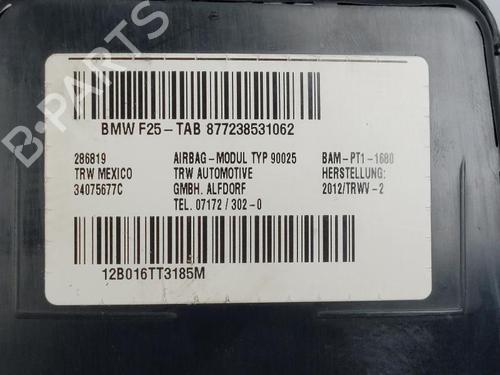 BMW F25-TAB 877238531062
286819 AIRBAG-MODUL TYP 90025 BAM-PT1-1680
TRW MEXICO TRW AUTOMOTIVE HERSTELLUNG:
34075677C GMBH. ALFDORF 2012/TRWV-2
TEL. 07172/302-0
12B016TT3185M
B-PARTS